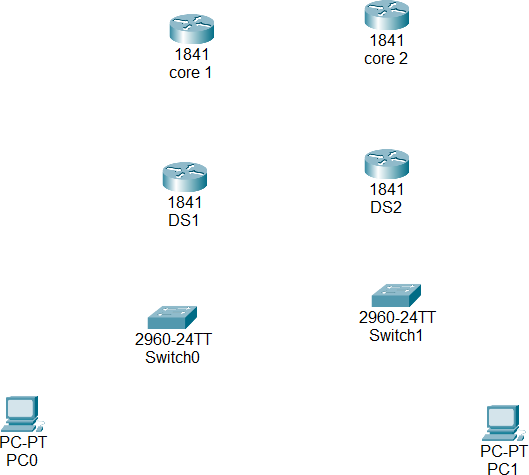 1841
core 1
1841
core 2
1841
DS1
1841
DS2
2960-24TT
Switch0
2960-24TT
Switch1
PC-PT
PC0
PC-PT
PC1